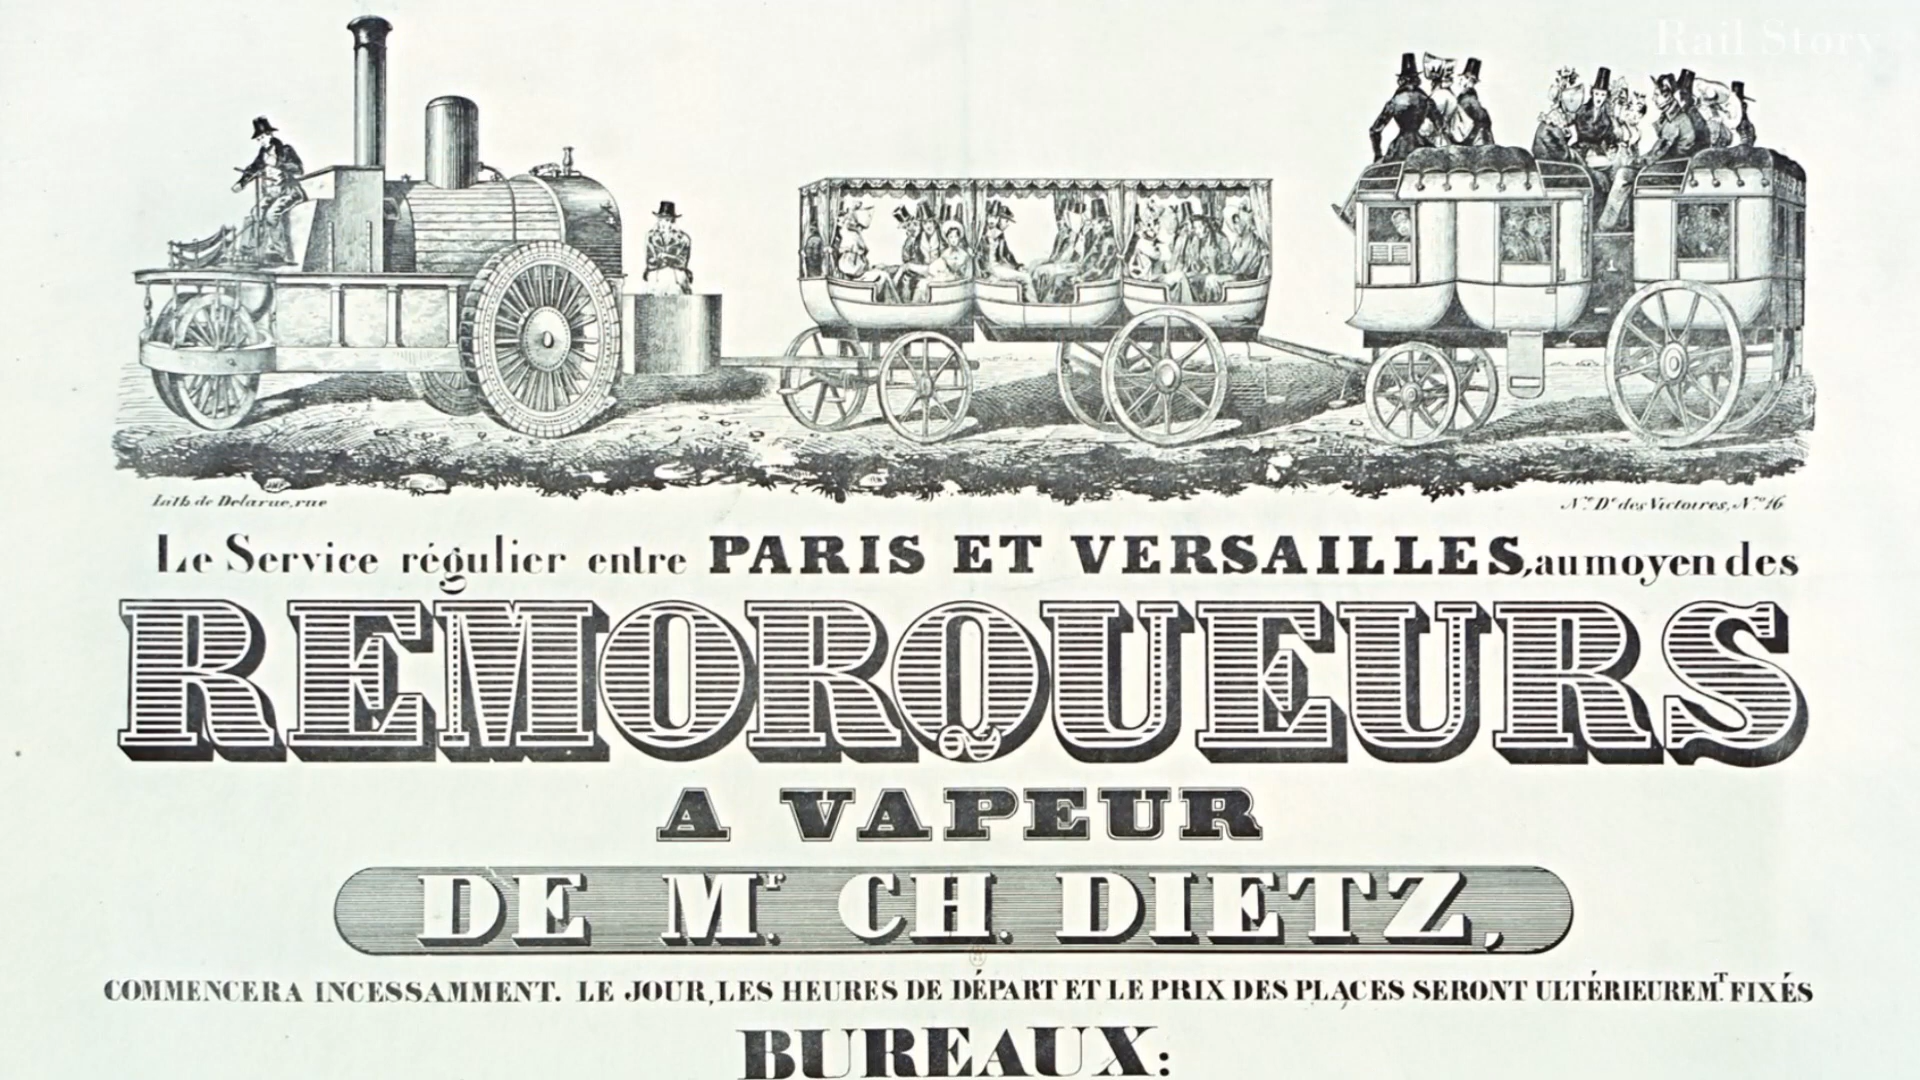 Rail Story
Lith. de Delarue, rue N.e D.e des Victoires, N.o 16
Le Service régulier entre PARIS ET VERSAILLES, au moyen des
REMORQUEURS
A VAPEUR
DE Mr. CH. DIETZ,
COMMENCERA INCESSAMMENT. LE JOUR, LES HEURES DE DÉPART ET LE PRIX DES PLACES SERONT ULTÉRIEUREM.T FIXÉS
BUREAUX: